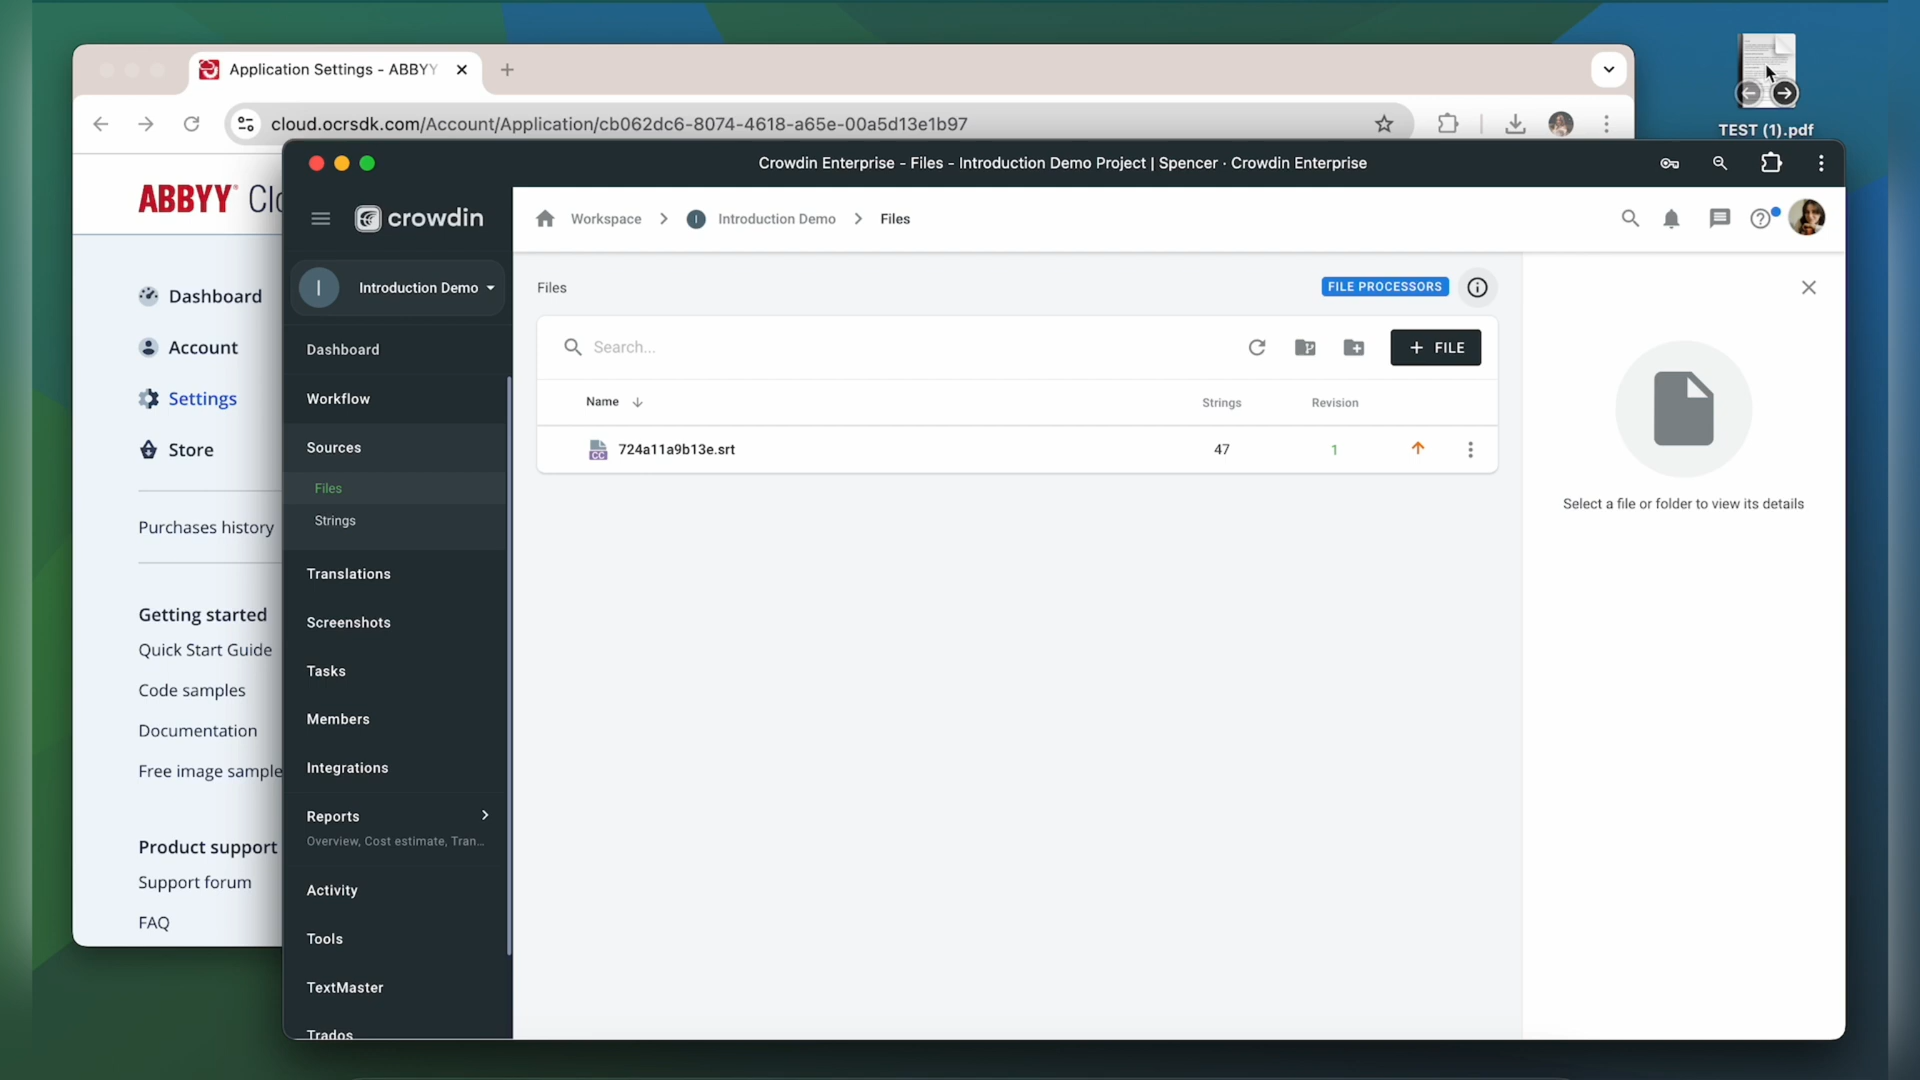 Application Settings - ABBYY
cloud.ocrsdk.com/Account/Application/cb062dc6-8074-4618-a65e-00a5d13e1b97
TEST (1).pdf
ABBYY Clo
Dashboard
Account
Settings
Store
Purchases history
Getting started
Quick Start Guide
Code samples
Documentation
Free image sample
Product support
Support forum
FAQ
Crowdin Enterprise - Files - Introduction Demo Project | Spencer · Crowdin Enterprise
crowdin
Workspace
I
Introduction Demo
Files
I
Introduction Demo
Dashboard
Workflow
Sources
Files
Strings
Translations
Screenshots
Tasks
Members
Integrations
Reports
Overview, Cost estimate, Tran...
Activity
Tools
TextMaster
Trados
Files
FILE PROCESSORS
Search...
+ FILE
Name
Strings
Revision
CC
724a11a9b13e.srt
47
1
Select a file or folder to view its details